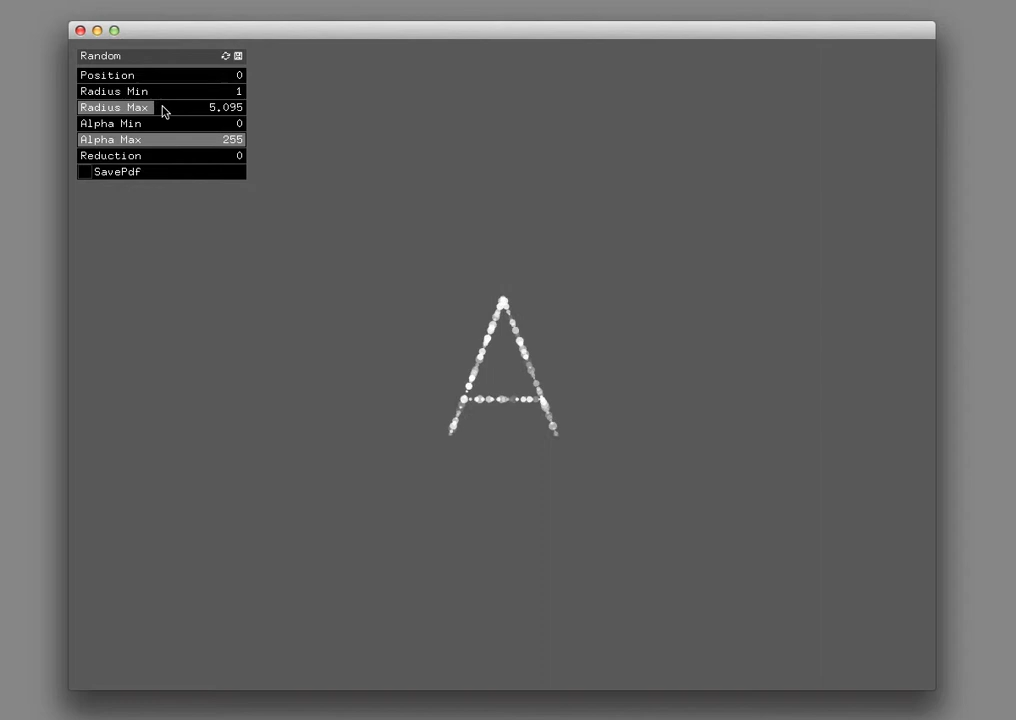 Random
Position 0
Radius Min 1
Radius Max 5.095
Alpha Min 0
Alpha Max 255
Reduction 0
SavePdf
A